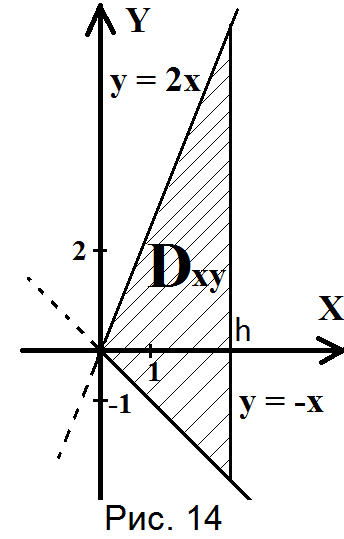 Y
y = 2x
2
Dxy
X
h
1
-1
y = -x
Рис. 14